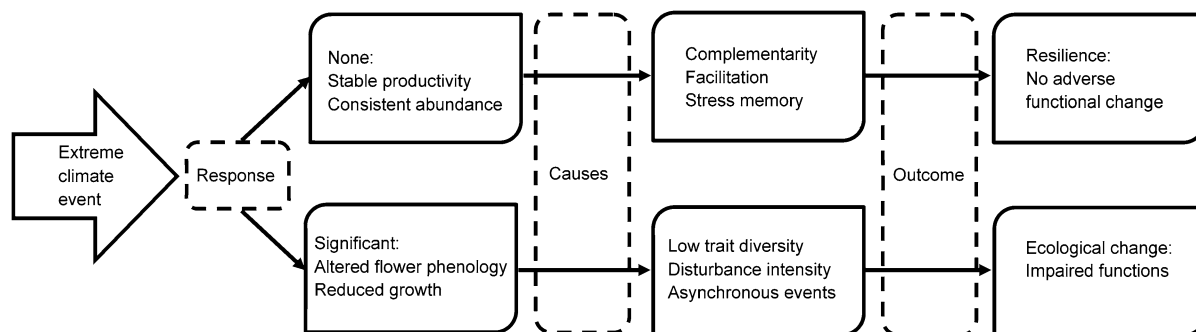 Extreme
climate
event
Response
None:
Stable productivity
Consistent abundance
Significant:
Altered flower phenology
Reduced growth
Causes
Complementarity
Facilitation
Stress memory
Low trait diversity
Disturbance intensity
Asynchronous events
Outcome
Resilience:
No adverse
functional change
Ecological change:
Impaired functions